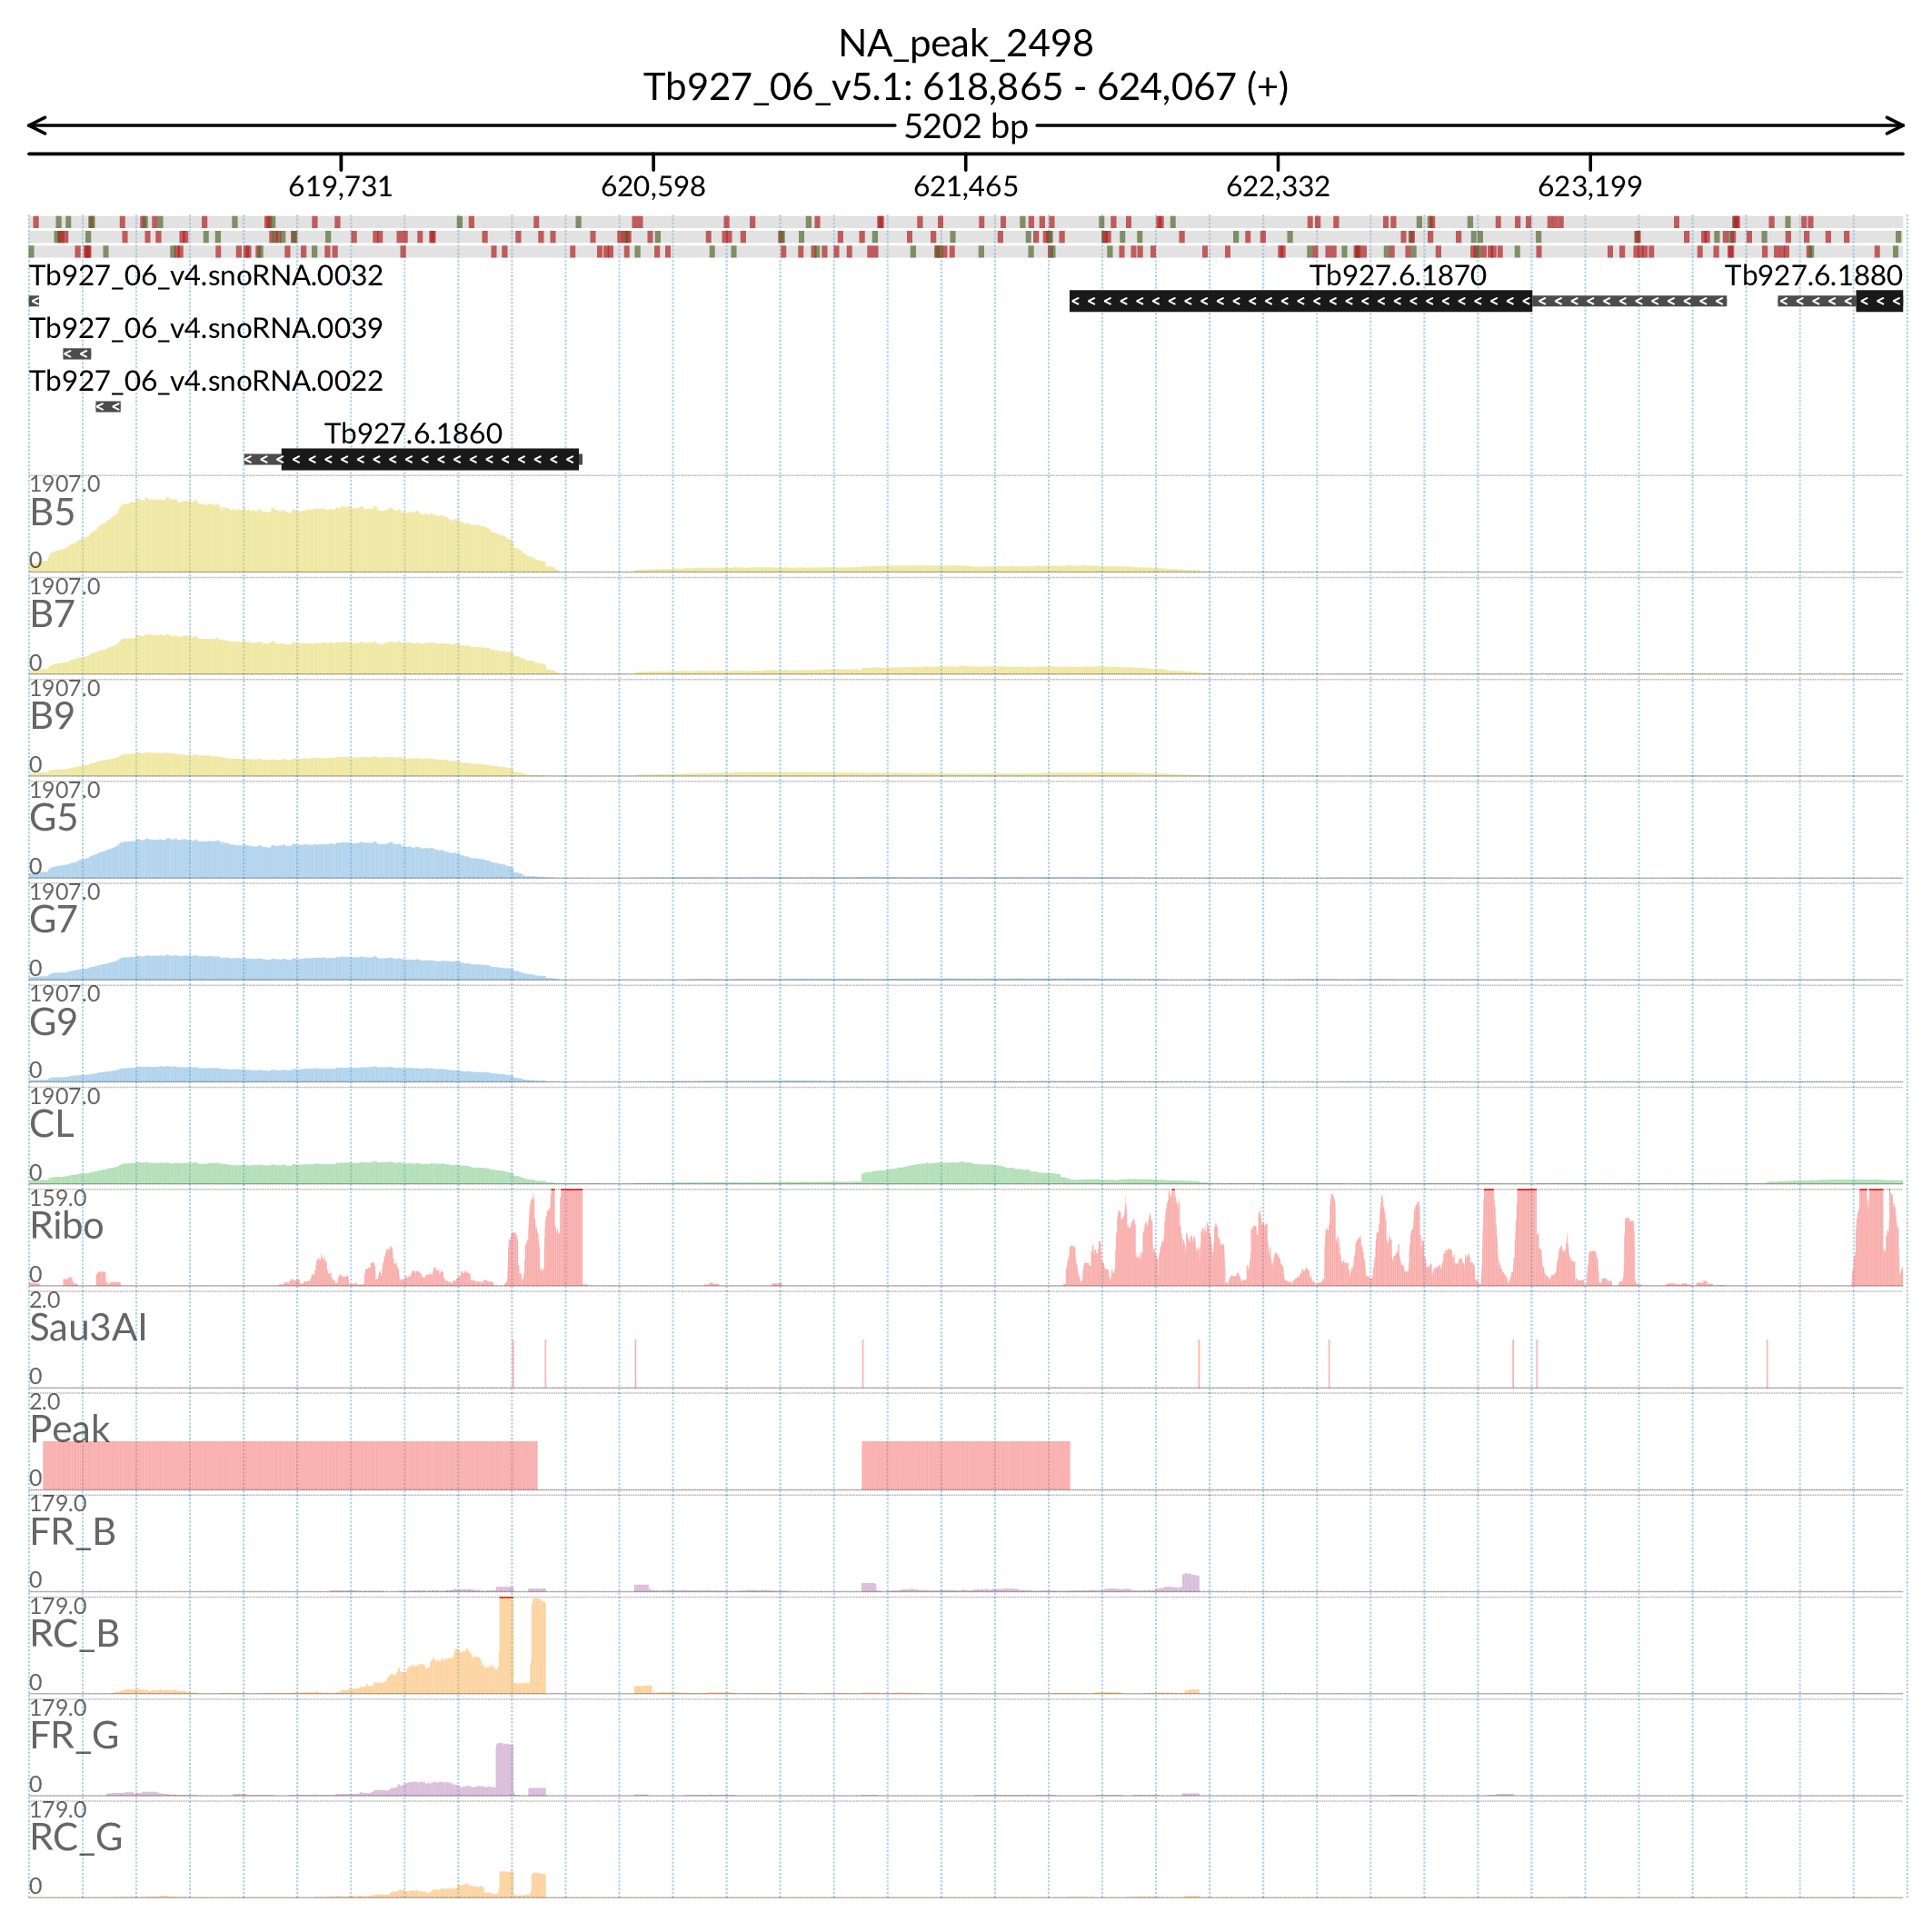 NA_peak_2498
Tb927_06_v5.1: 618,865 - 624,067 (+)
5202 bp
619,731 620,598 621,465 622,332 623,199
Tb927_06_v4.snoRNA.0032 Tb927.6.1870 Tb927.6.1880
Tb927_06_v4.snoRNA.0039
Tb927_06_v4.snoRNA.0022
Tb927.6.1860
1907.0
B5
0
1907.0
B7
0
1907.0
B9
0
1907.0
G5
0
1907.0
G7
0
1907.0
G9
0
1907.0
CL
0
159.0
Ribo
0
2.0
Sau3AI
0
2.0
Peak
0
179.0
FR_B
0
179.0
RC_B
0
179.0
FR_G
0
179.0
RC_G
0